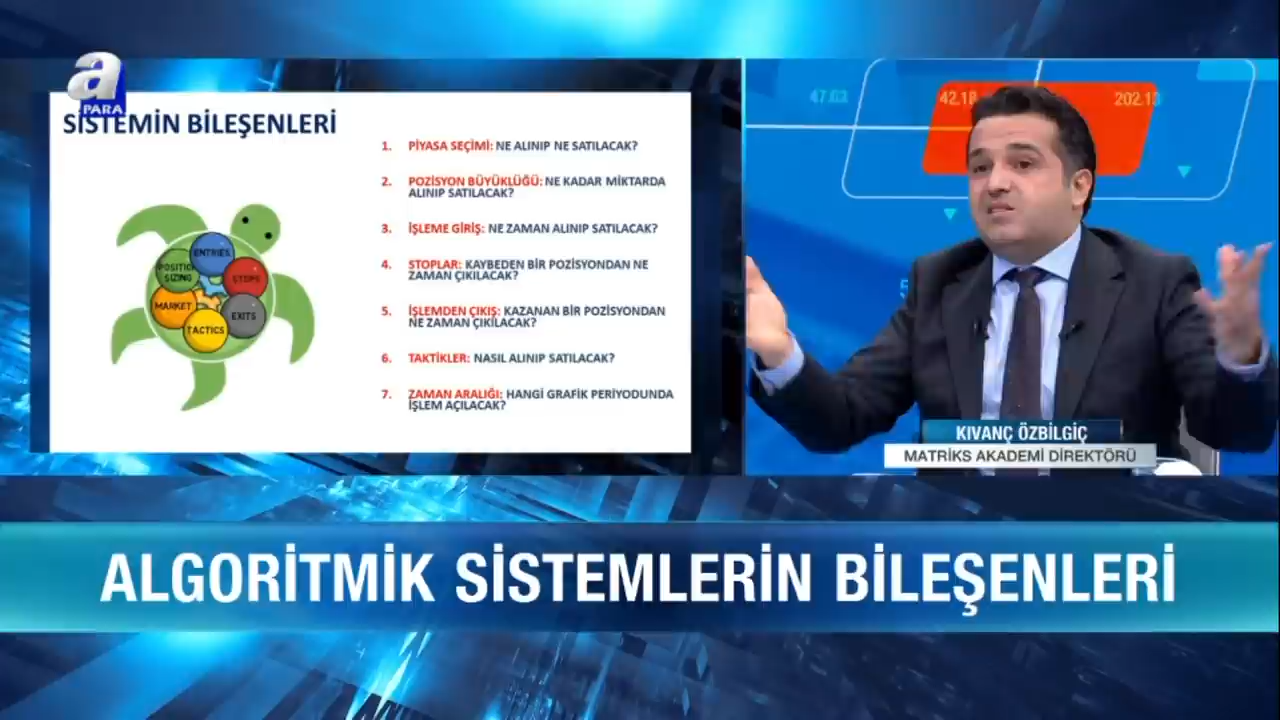 a
PARA
SİSTEMİN BİLEŞENLERİ
1. PİYASA SEÇİMİ: NE ALINIP NE SATILACAK?
2. POZİSYON BÜYÜKLÜĞÜ: NE KADAR MİKTARDA
ALINIP SATILACAK?
3. İŞLEME GİRİŞ: NE ZAMAN ALINIP SATILACAK?
4. STOPLAR: KAYBEDEN BİR POZİSYONDAN NE
ZAMAN ÇIKILACAK?
5. İŞLEMDEN ÇIKIŞ: KAZANAN BİR POZİSYONDAN
NE ZAMAN ÇIKILACAK?
6. TAKTİKLER: NASIL ALINIP SATILACAK?
7. ZAMAN ARALIĞI: HANGİ GRAFİK PERİYODUNDA
İŞLEM AÇILACAK?
ENTRIES
SIZING
STOPS
MARKET
EXITS
TACTICS
47.63
42.18
KIVANÇ ÖZBİLGİÇ
MATRİKS AKADEMİ DİREKTÖRÜ
ALGORİTMİK SİSTEMLERİN BİLEŞENLERİ